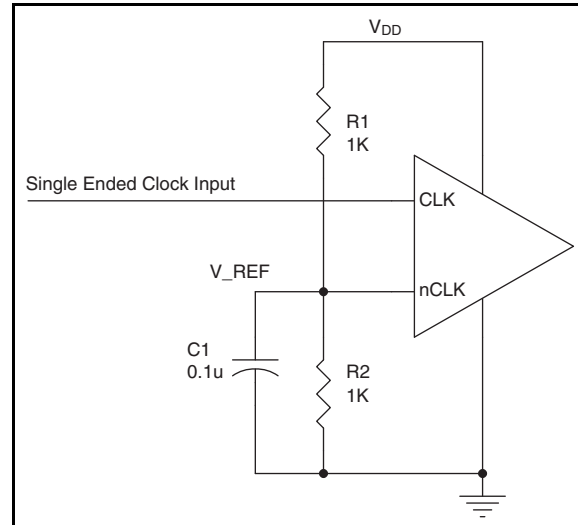 VDD
R1
1K
Single Ended Clock Input
CLK
V_REF
nCLK
C1
0.1u
R2
1K